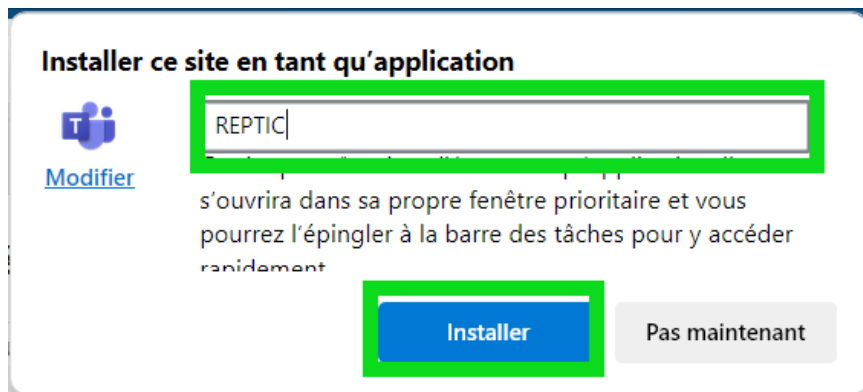 Installer ce site en tant qu’application
REPTIC
Modifier
s’ouvrira dans sa propre fenêtre prioritaire et vous
pourrez l’épingler à la barre des tâches pour y accéder
rapidement
Installer
Pas maintenant